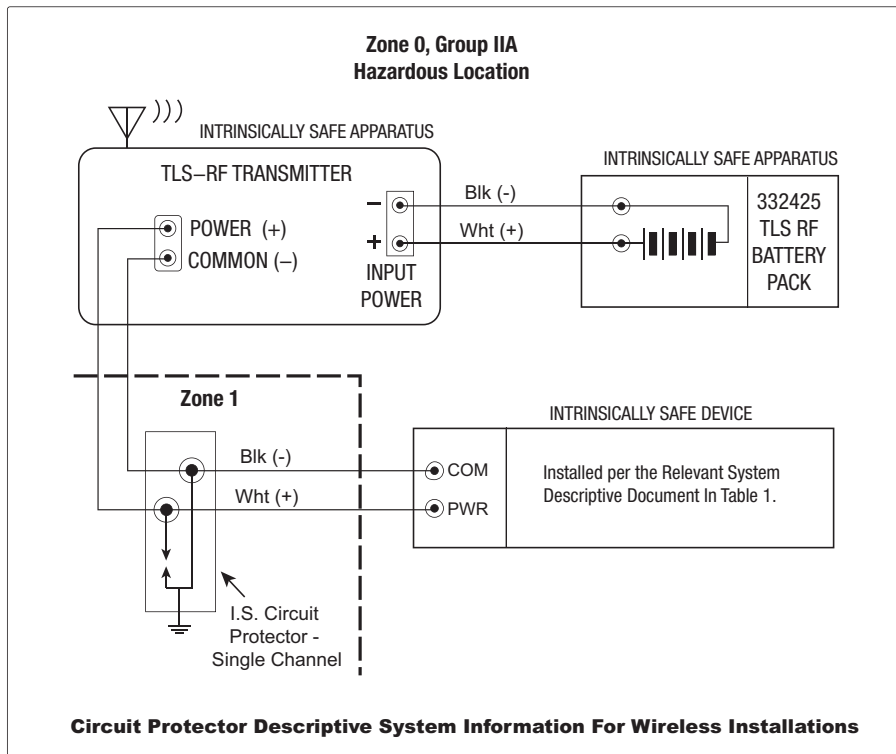 Zone 0, Group IIA
Hazardous Location
INTRINSICALLY SAFE APPARATUS
TLS–RF TRANSMITTER
POWER (+)
COMMON (–)
–
+
INPUT
POWER
Blk (-)
Wht (+)
INTRINSICALLY SAFE APPARATUS
332425
TLS RF
BATTERY
PACK
Zone 1
Blk (-)
Wht (+)
I.S. Circuit
Protector -
Single Channel
INTRINSICALLY SAFE DEVICE
COM
PWR
Installed per the Relevant System
Descriptive Document In Table 1.
Circuit Protector Descriptive System Information For Wireless Installations